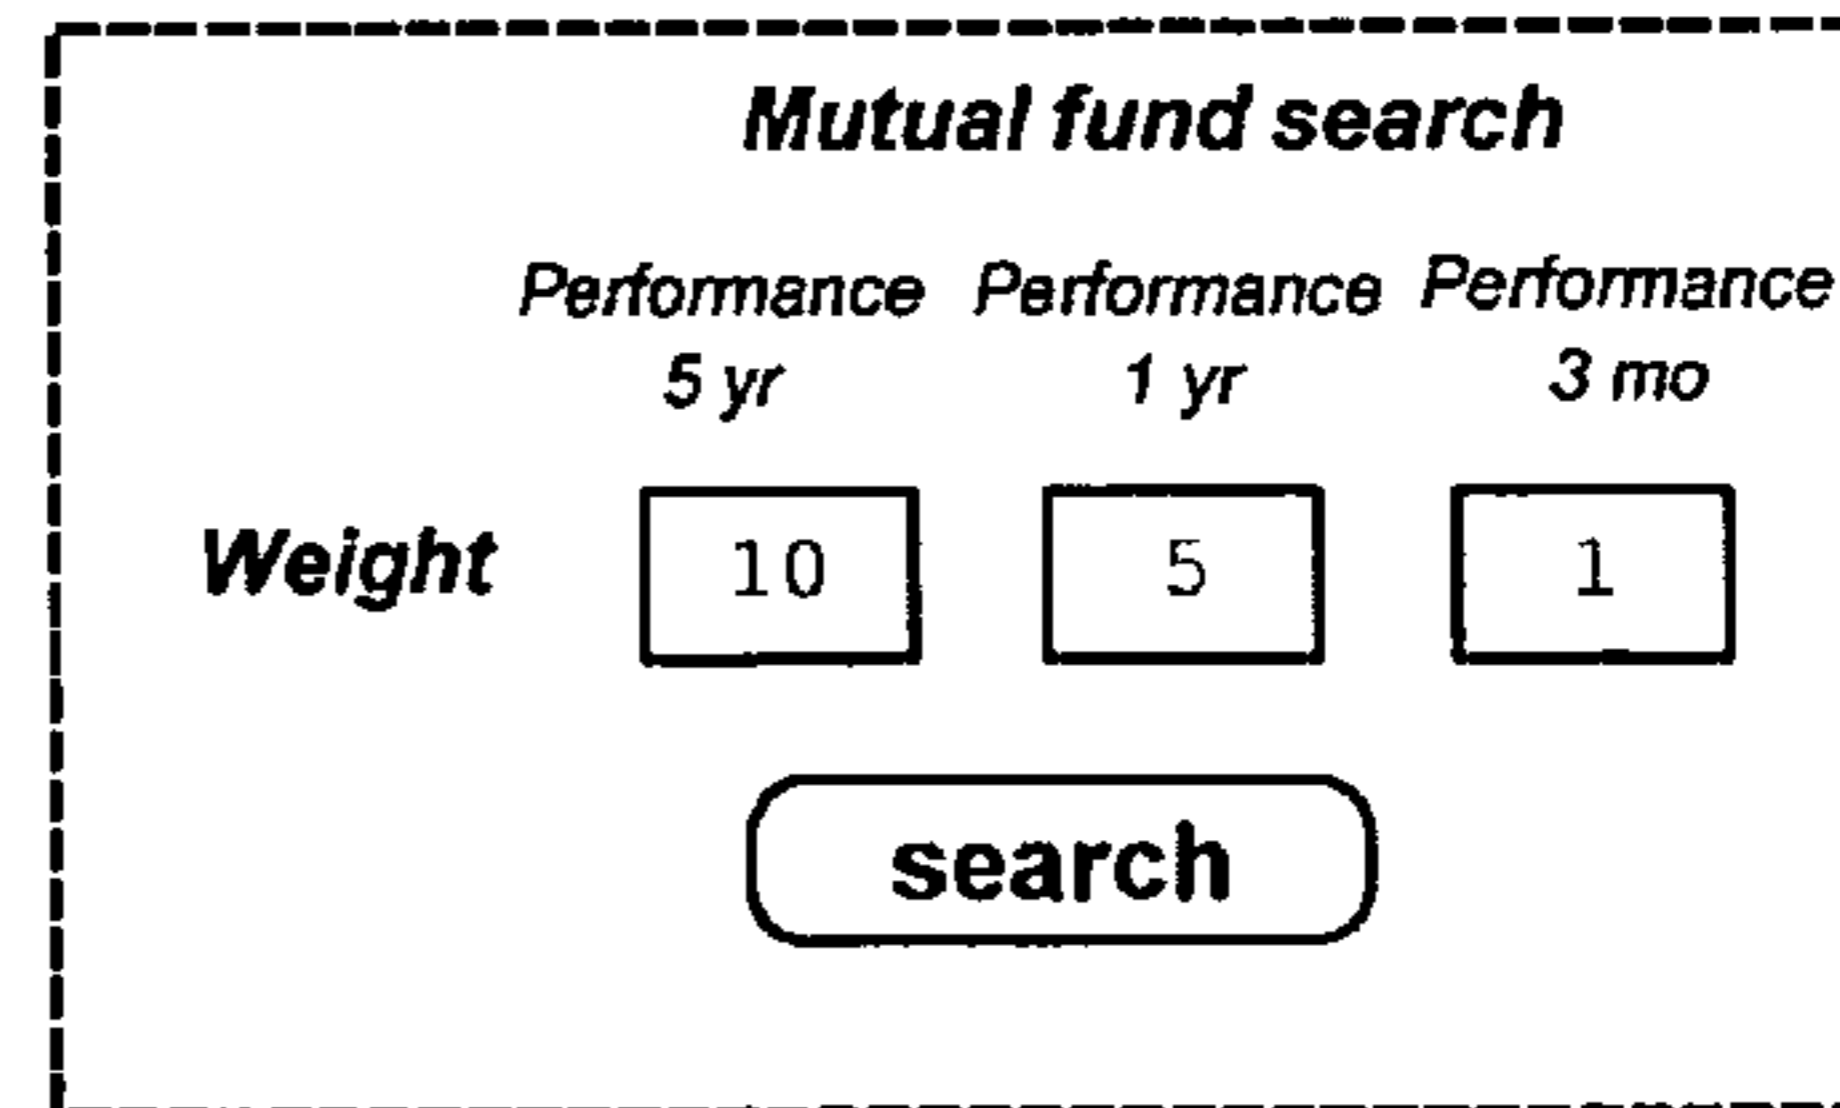 Mutual fund search
Performance Performance Performance
5 yr 1 yr 3 mo
Weight 10 5 1
search